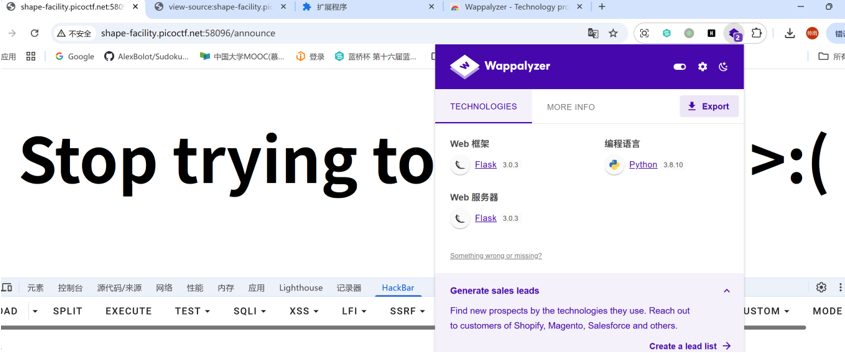 shape-facility.picoctf.net:5809
view-source:shape-facility.pic
扩展程序
Wappalyzer - Technology pro
不安全 shape-facility.picoctf.net:58096/announce
应用 Google AlexBolot/Sudoku... 中国大学MOOC(慕... 登录 蓝桥杯 第十六届蓝...
Wappalyzer
TECHNOLOGIES MORE INFO Export
Stop trying to >:(
Web 框架 编程语言
Flask 3.0.3 Python 3.8.10
Web 服务器
Flask 3.0.3
Something wrong or missing?
元素 控制台 源代码/来源 网络 性能 内存 应用 Lighthouse 记录器 HackBar
Generate sales leads
OAD SPLIT EXECUTE TEST SQLI XSS LFI SSRF USTOM MODE
Find new prospects by the technologies they use. Reach out
to customers of Shopify, Magento, Salesforce and others.
Create a lead list